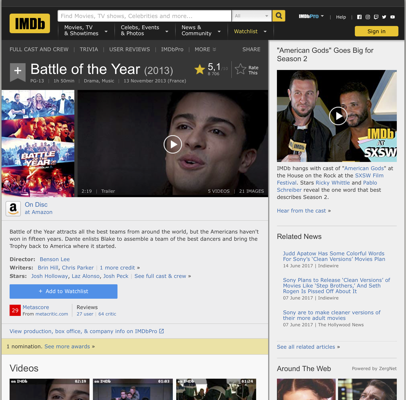 IMDb
Find Movies, TV shows, Celebrities and more...
All
IMDbPro
Help
Movies, TV & Showtimes
Celebs, Events & Photos
News & Community
Watchlist
Sign in
FULL CAST AND CREW | TRIVIA | USER REVIEWS | IMDbPro | MORE
SHARE
Battle of the Year (2013)
5,1
Rate This
PG-13 | 1h 50min | Drama, Music | 13 November 2013 (France)
BATTLE OF THE YEAR
2:19 | Trailer
5 VIDEOS | 21 IMAGES
On Disc
at Amazon
Battle of the Year attracts all the best teams from around the world, but the Americans haven't
won in fifteen years. Dante enlists Blake to assemble a team of the best dancers and bring the
Trophy back to America where it started.
Director: Benson Lee
Writers: Brin Hill, Chris Parker | 1 more credit »
Stars: Josh Holloway, Laz Alonso, Josh Peck | See full cast & crew »
+ Add to Watchlist
29
Metascore
From metacritic.com
Reviews
27 user | 64 critic
View production, box office, & company info on IMDbPro
1 nomination. See more awards »
Videos
"American Gods" Goes Big for
Season 2
IMDb
at
SXSW
IMDb hangs with cast of "American Gods" at
the House on the Rock at the SXSW Film
Festival. Stars Ricky Whittle and Pablo
Schreiber reveal the one word that best
describes Season 2.
Hear from the cast »
Related News
Judd Apatow Has Some Colorful Words
For Sony's 'Clean Versions' Movies Plan
14 June 2017 | Indiewire
Sony Plans to Release 'Clean Versions' of
Movies Like 'Step Brothers,' And Seth
Rogen Is Pissed Off About It
07 June 2017 | Indiewire
Sony are to make cleaner versions of
their more adult movies
07 June 2017 | The Hollywood News
See all related articles »
Around The Web
Powered by ZergNet